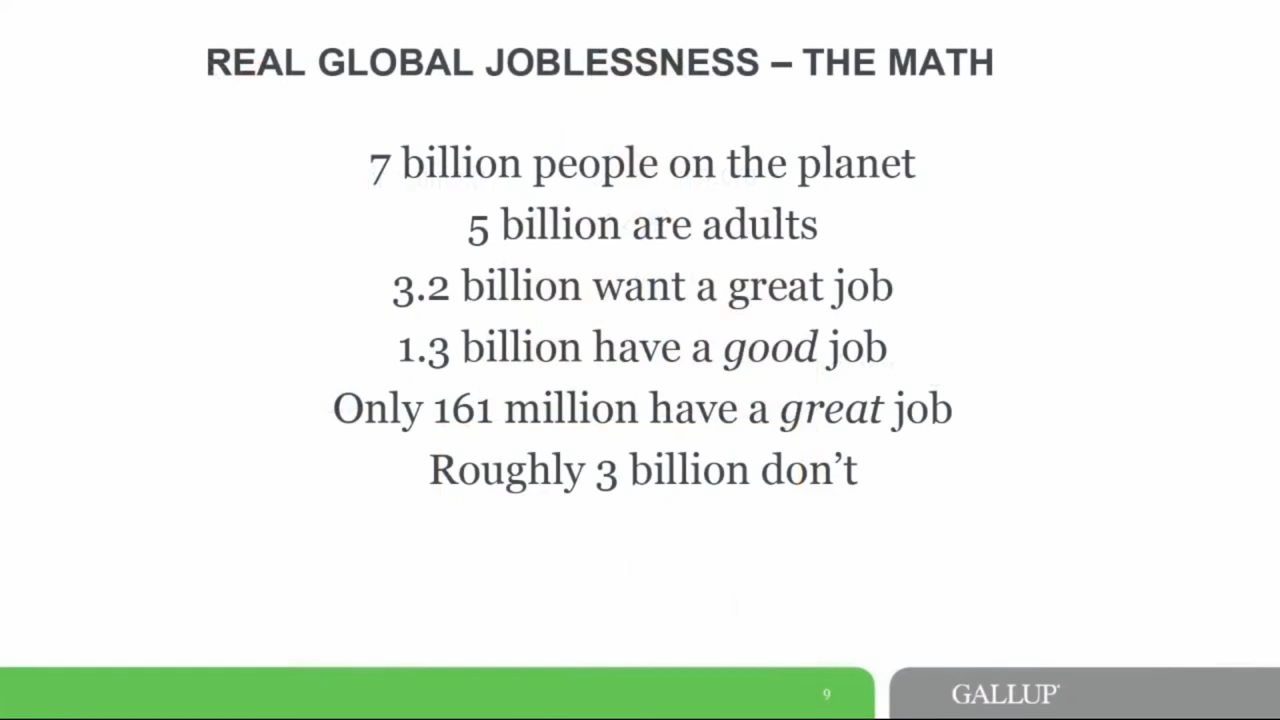 REAL GLOBAL JOBLESSNESS – THE MATH
7 billion people on the planet
5 billion are adults
3.2 billion want a great job
1.3 billion have a good job
Only 161 million have a great job
Roughly 3 billion don’t
9
GALLUP®